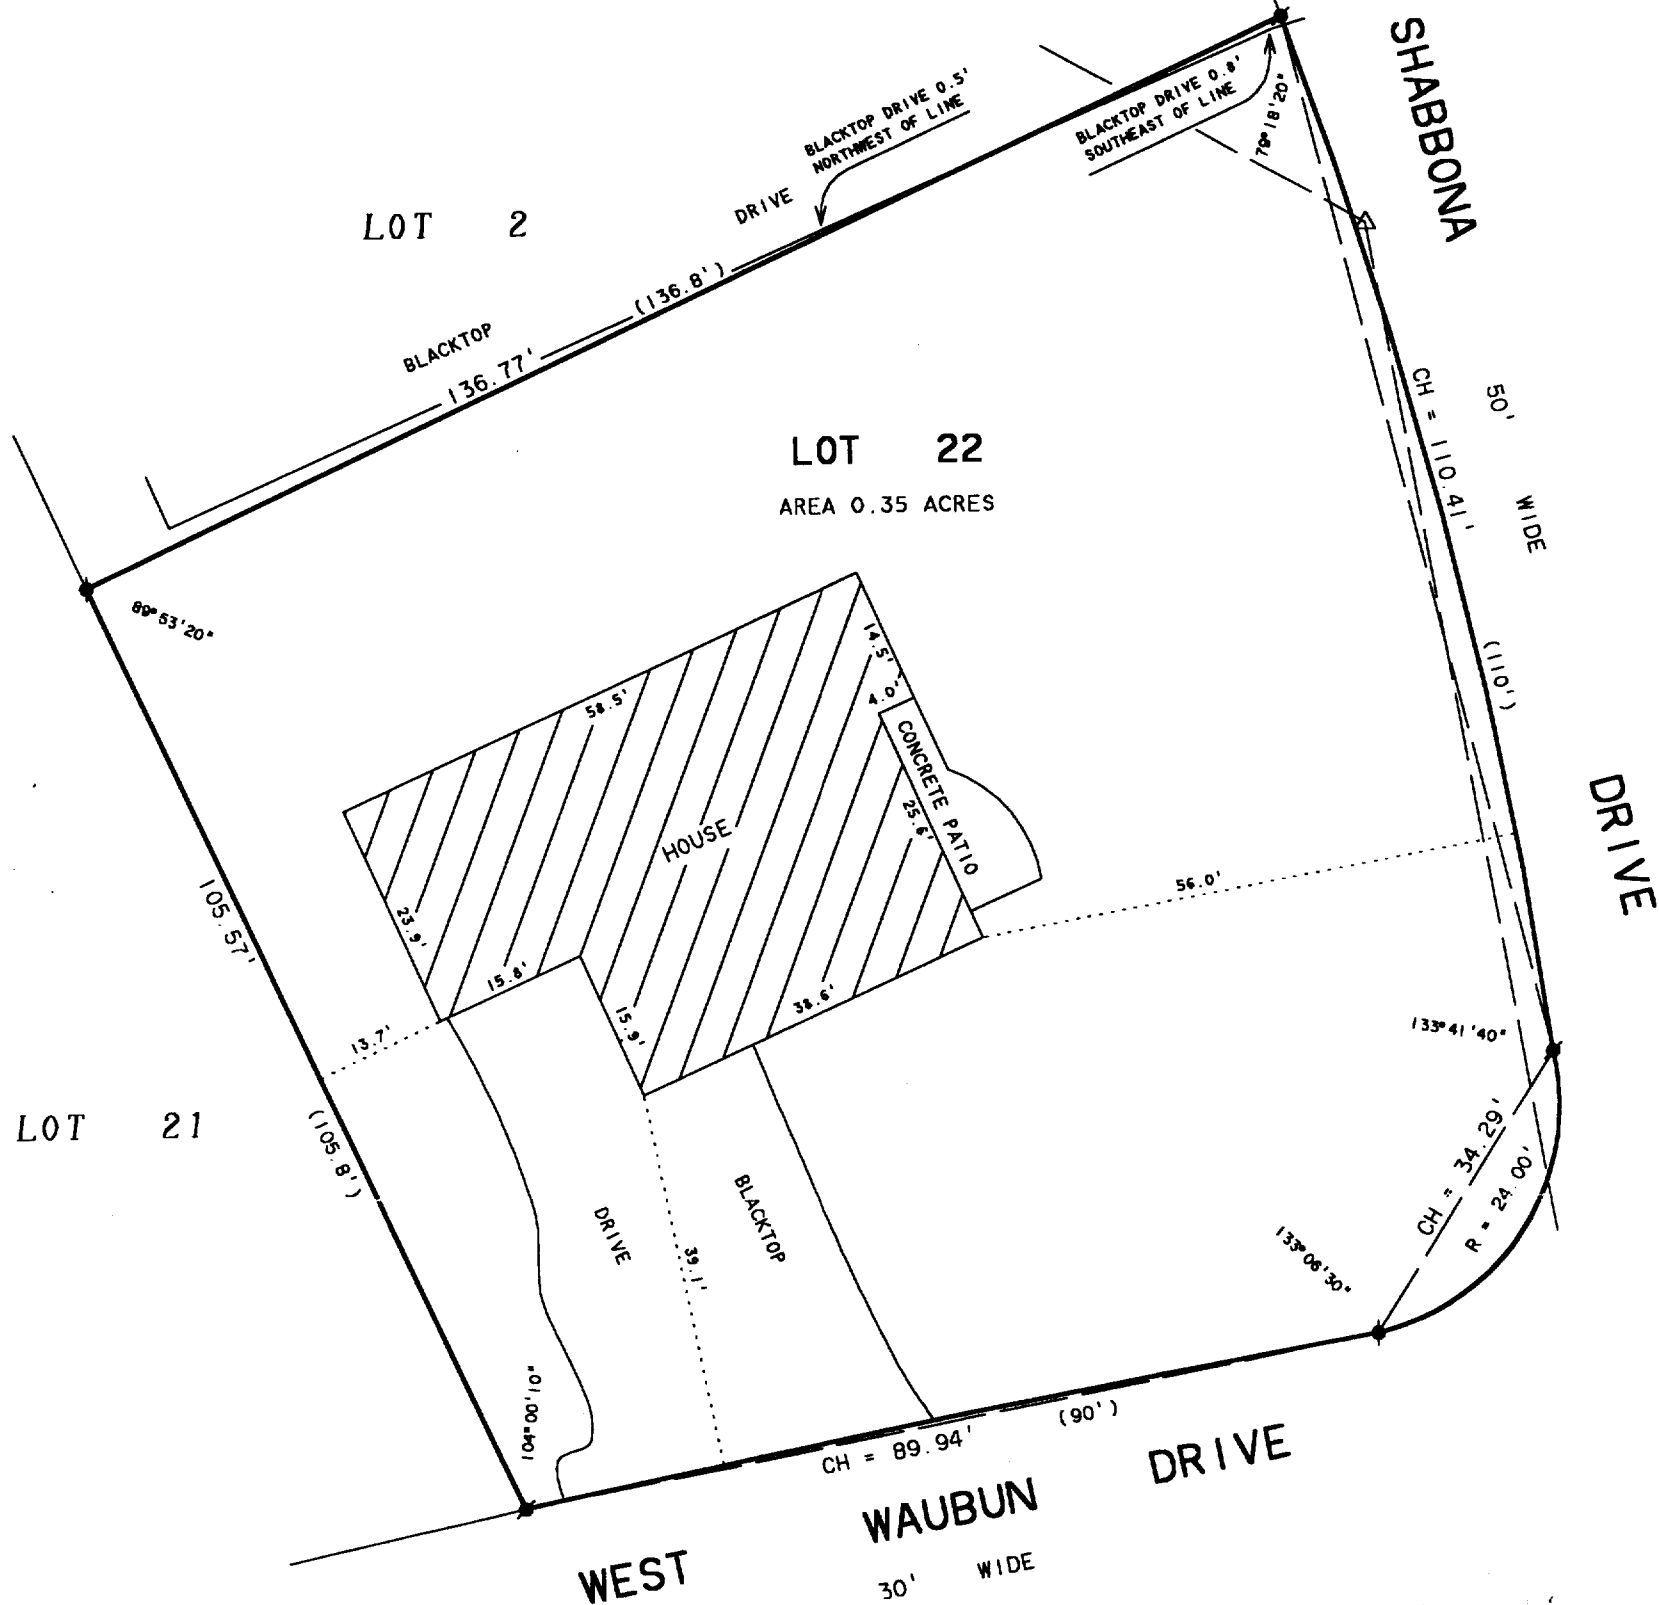 SHABBONA
BLACKTOP DRIVE 0.5'
NORTHWEST OF LINE
BLACKTOP DRIVE 0.8'
SOUTHEAST OF LINE
79°18'20"
LOT 2
DRIVE
(136.8')
BLACKTOP
136.77'
CH = 110.41'
50'
WIDE
LOT 22
AREA 0.35 ACRES
89°53'20"
14.5'
4.0'
58.5'
(110')
CONCRETE PATIO
25.6'
HOUSE
DRIVE
56.0'
105.57'
23.9'
15.8'
38.6'
15.9'
13.7'
133°41'40"
LOT 21
(105.8')
CH = 34.29'
R = 24.00'
DRIVE
BLACKTOP
39.1'
133°06'30"
104°00'10"
(90')
CH = 89.94'
WEST WAUBUN DRIVE
30' WIDE